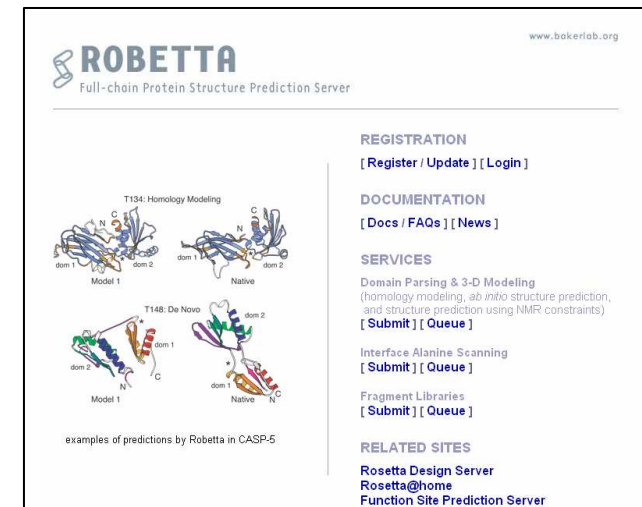 www.bakerlab.org
ROBETTA
Full-chain Protein Structure Prediction Server
T134: Homology Modeling
N
C
dom 1
*
dom 2
Model 1
N
C
dom 1
*
dom 2
Native
T148: De Novo
*
dom 1
dom 2
N
C
Model 1
dom 2
*
dom 1
N
C
Native
examples of predictions by Robetta in CASP-5
REGISTRATION
[ Register / Update ] [ Login ]
DOCUMENTATION
[ Docs / FAQs ] [ News ]
SERVICES
Domain Parsing & 3-D Modeling
(homology modeling, ab initio structure prediction,
and structure prediction using NMR constraints)
[ Submit ] [ Queue ]
Interface Alanine Scanning
[ Submit ] [ Queue ]
Fragment Libraries
[ Submit ] [ Queue ]
RELATED SITES
Rosetta Design Server
Rosetta@home
Function Site Prediction Server